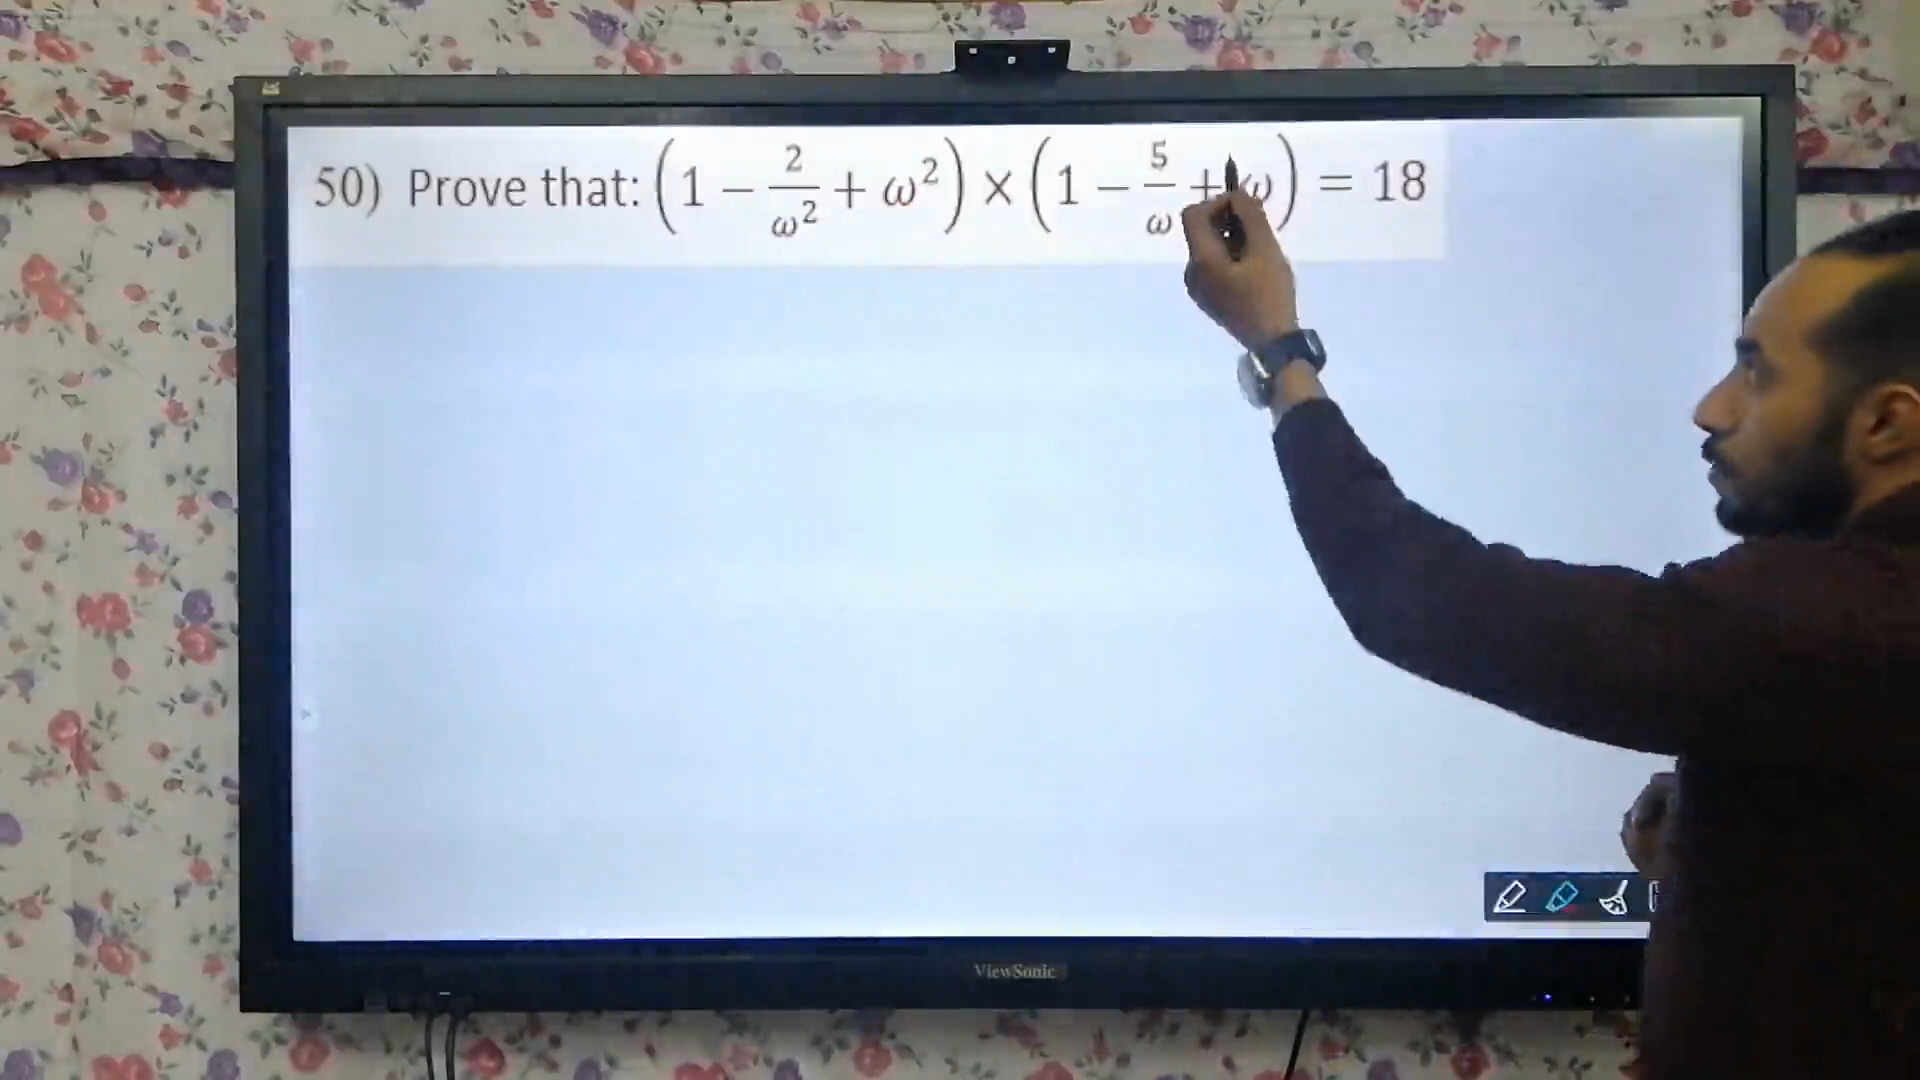 50) Prove that: (1 − 2/ω² + ω²) × (1 − 5/ω + ω) = 18
ViewSonic